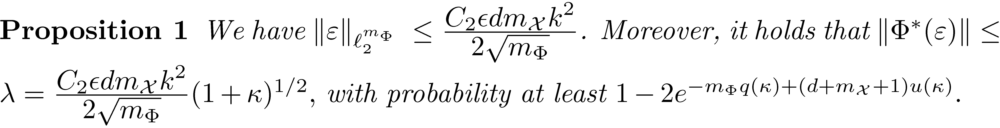 **Proposition 1** *We have* $\|\varepsilon\|_{\ell_2^{m_\Phi}} \leq \dfrac{C_2 \epsilon d m_{\mathcal{X}} k^2}{2\sqrt{m_\Phi}}$. *Moreover, it holds that* $\|\Phi^*(\varepsilon)\| \leq$
$\lambda = \dfrac{C_2 \epsilon d m_{\mathcal{X}} k^2}{2\sqrt{m_\Phi}}(1+\kappa)^{1/2}$, *with probability at least* $1 - 2e^{-m_\Phi q(\kappa)+(d+m_{\mathcal{X}}+1)u(\kappa)}$.